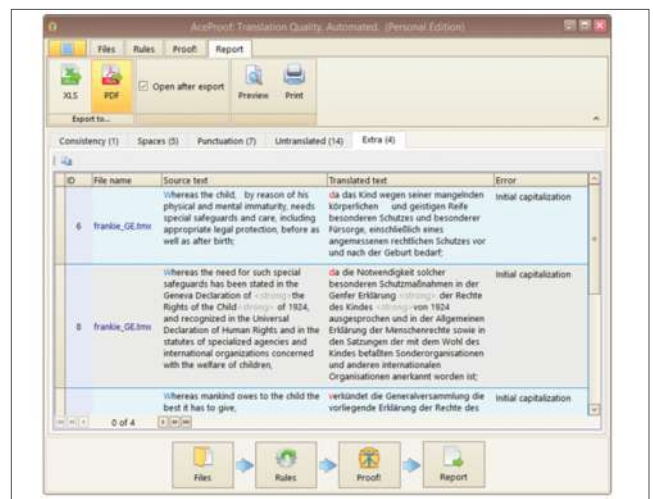 AceProof: Translation Quality. Automated. (Personal Edition)
Files Rules Proof! Report
XLS PDF Open after export Preview Print
Export to...
Consistency (1) Spaces (5) Punctuation (7) Untranslated (14) Extra (4)
ID File name Source text Translated text Error
Whereas the child, by reason of his da das Kind wegen seiner mangelnden Initial capitalization
physical and mental immaturity, needs körperlichen und geistigen Reife
special safeguards and care, including besonderen Schutzes und besonderer
6 frankie_GE.tmx appropriate legal protection, before as Fürsorge, einschließlich eines
well as after birth; angemessenen rechtlichen Schutzes vor
und nach der Geburt bedarf;
Whereas the need for such special da die Notwendigkeit solcher Initial capitalization
safeguards has been stated in the besonderen Schutzmaßnahmen in der
Geneva Declaration of <strong>the Genfer Erklärung <strong> der Rechte
Rights of the Child<strong> of 1924, des Kindes <strong>von 1924
8 frankie_GE.tmx and recognized in the Universal ausgesprochen und in der Allgemeinen
Declaration of Human Rights and in the Erklärung der Menschenrechte sowie in
statutes of specialized agencies and den Satzungen der mit dem Wohl des
international organizations concerned Kindes befaßten Sonderorganisationen
with the welfare of children, und anderen internationalen
Organisationen anerkannt worden ist;
Whereas mankind owes to the child the verkündet die Generalversammlung die Initial capitalization
best it has to give, vorliegende Erklärung der Rechte des
0 of 4
Files Rules Proof! Report